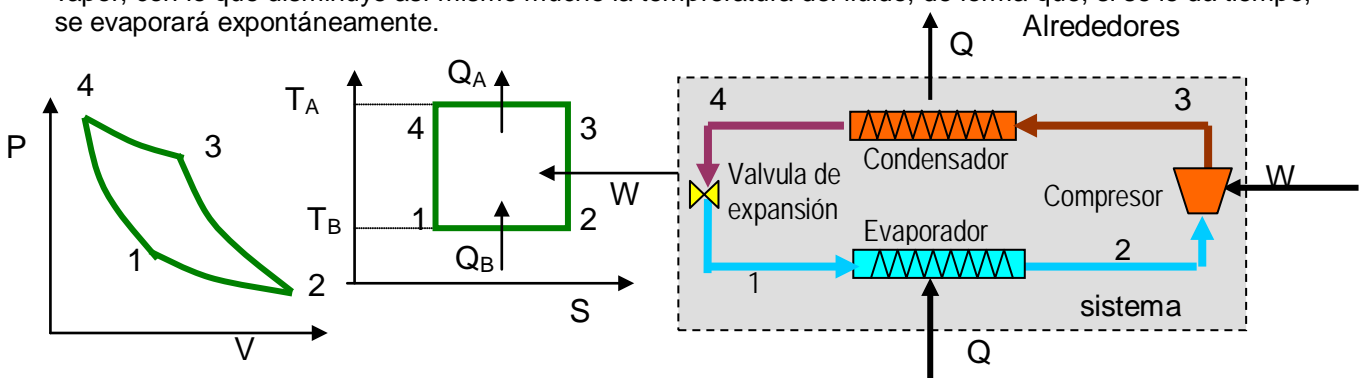 se evaporará expontáneamente.
Alrededores
P
4
3
1
2
V
T_A
T_B
Q_A
4
3
1
2
Q_B
W
S
Q
4
3
Condensador
Valvula de
expansión
Compresor
W
Evaporador
1
2
sistema
Q